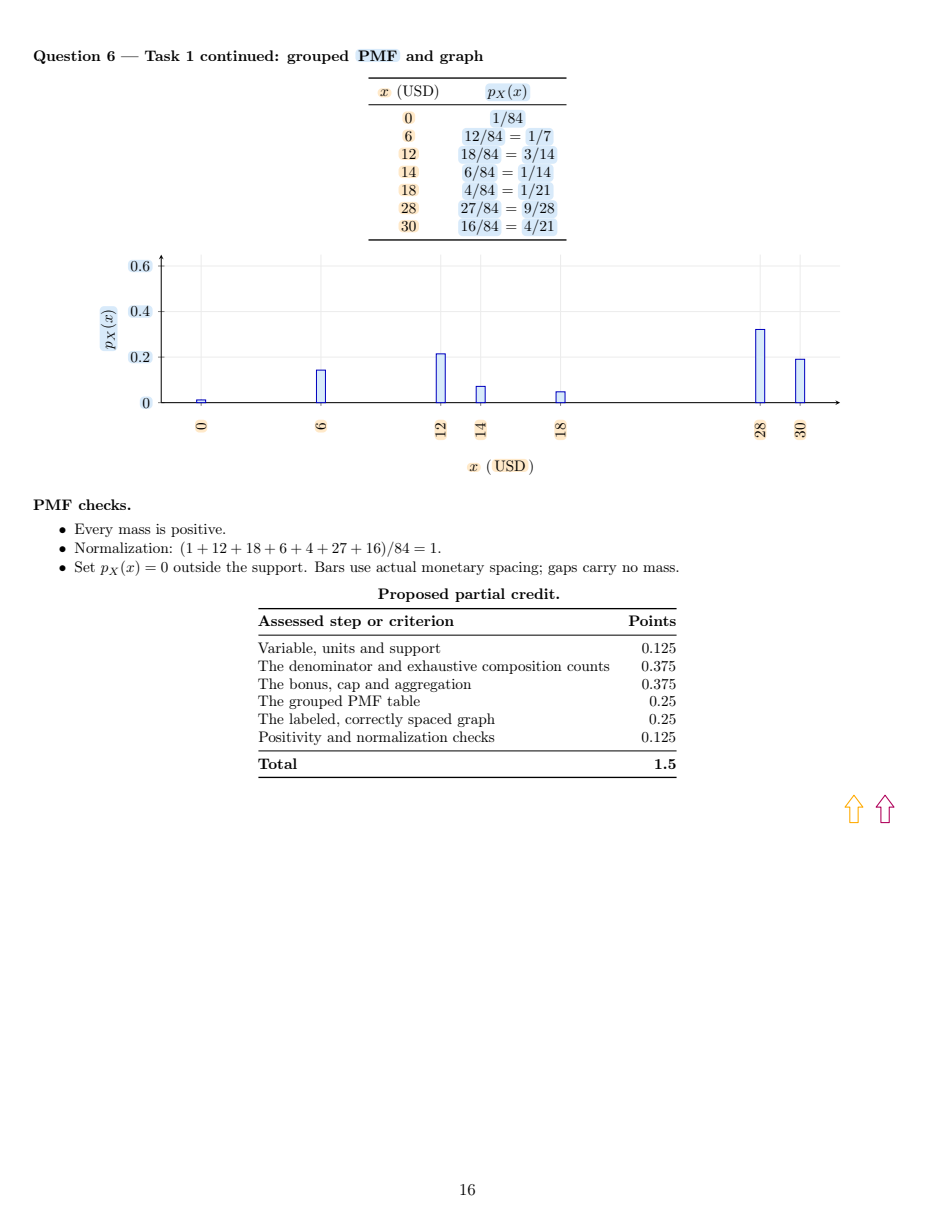 Question 6 — Task 1 continued: grouped PMF and graph
x (USD) pX(x)
0 1/84
6 12/84 = 1/7
12 18/84 = 3/14
14 6/84 = 1/14
18 4/84 = 1/21
28 27/84 = 9/28
30 16/84 = 4/21
0.6
0.4
0.2
0
pX(x)
0 6 12 14 18 28 30
x (USD)
PMF checks.
• Every mass is positive.
• Normalization: (1 + 12 + 18 + 6 + 4 + 27 + 16)/84 = 1.
• Set pX(x) = 0 outside the support. Bars use actual monetary spacing; gaps carry no mass.
Proposed partial credit.
Assessed step or criterion Points
Variable, units and support 0.125
The denominator and exhaustive composition counts 0.375
The bonus, cap and aggregation 0.375
The grouped PMF table 0.25
The labeled, correctly spaced graph 0.25
Positivity and normalization checks 0.125
Total 1.5
16